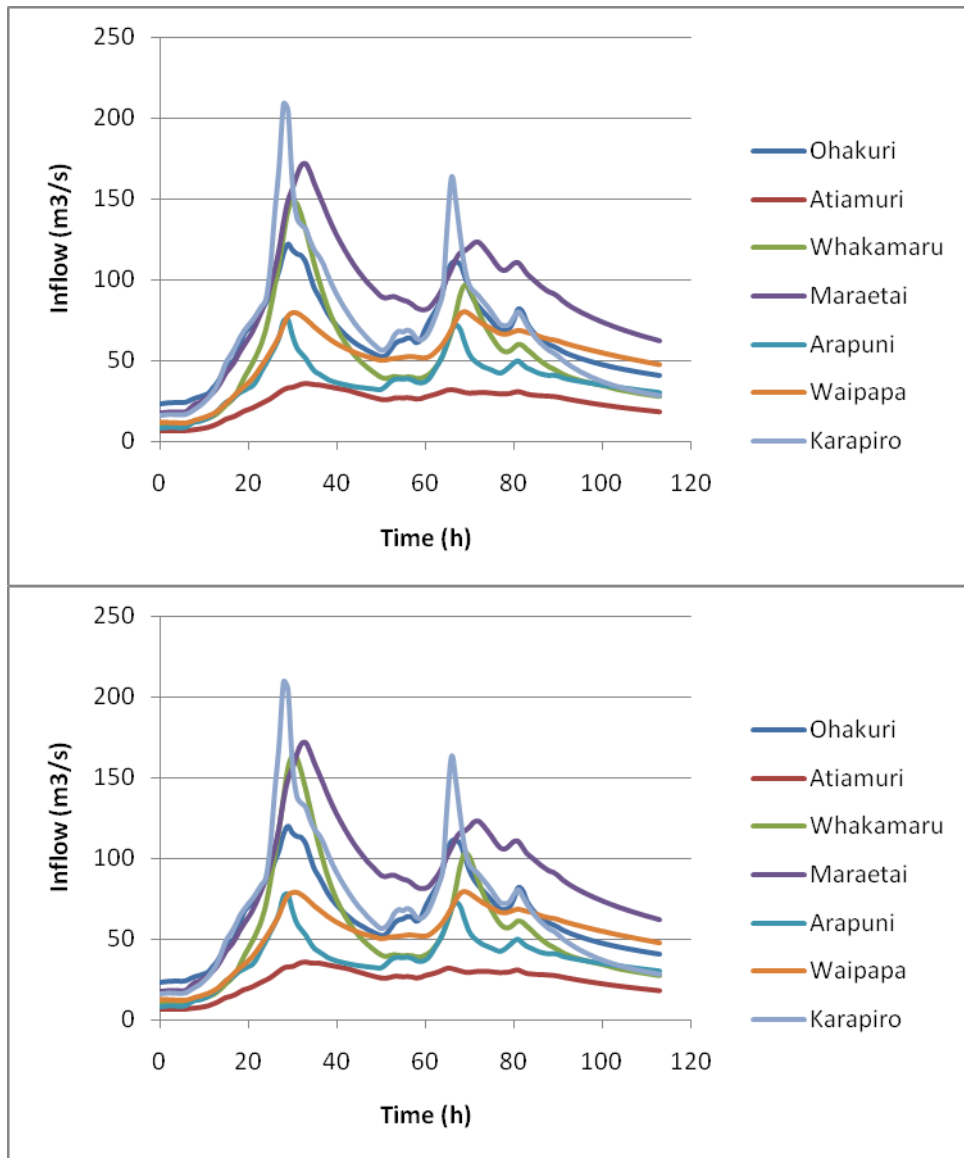 250
200
150
100
50
0
Inflow (m3/s)
0 20 40 60 80 100 120
Time (h)
Ohakuri
Atiamuri
Whakamaru
Maraetai
Arapuni
Waipapa
Karapiro
250
200
150
100
50
0
Inflow (m3/s)
0 20 40 60 80 100 120
Time (h)
Ohakuri
Atiamuri
Whakamaru
Maraetai
Arapuni
Waipapa
Karapiro